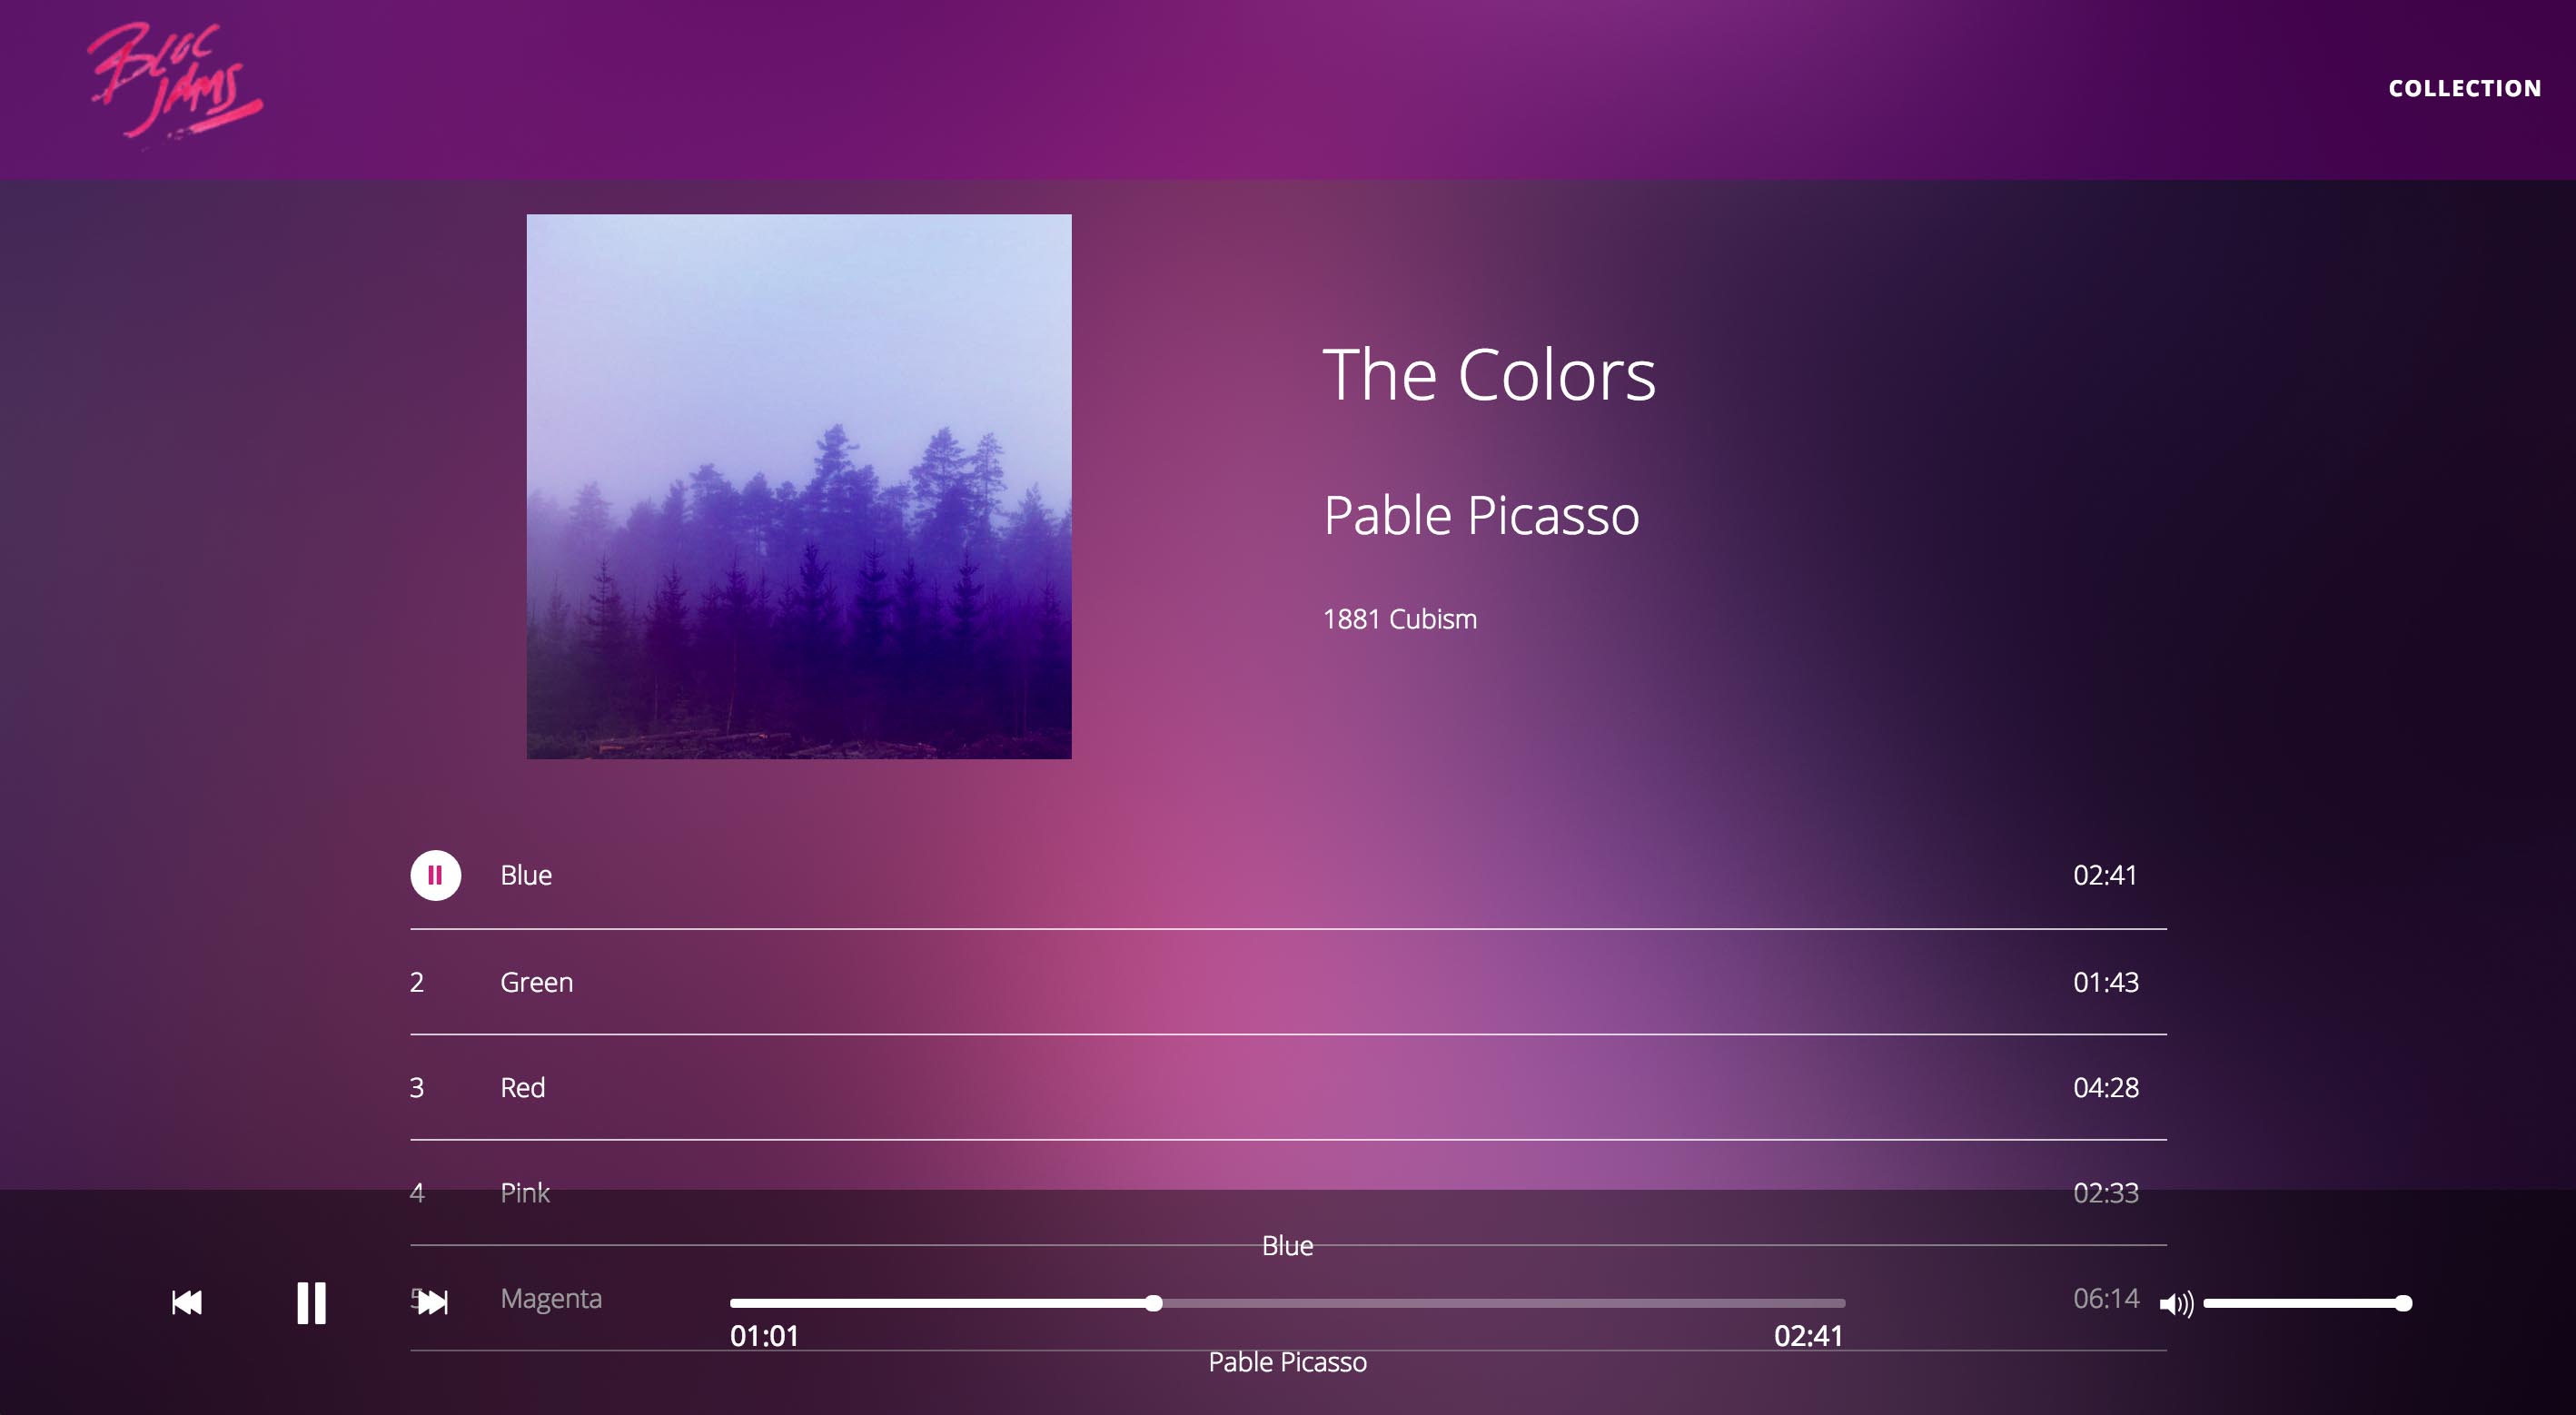 BLOC
JAMS
COLLECTION
The Colors
Pable Picasso
1881 Cubism
Blue 02:41
2 Green 01:43
3 Red 04:28
4 Pink 02:33
Blue
5 Magenta 06:14
01:01 02:41
Pable Picasso